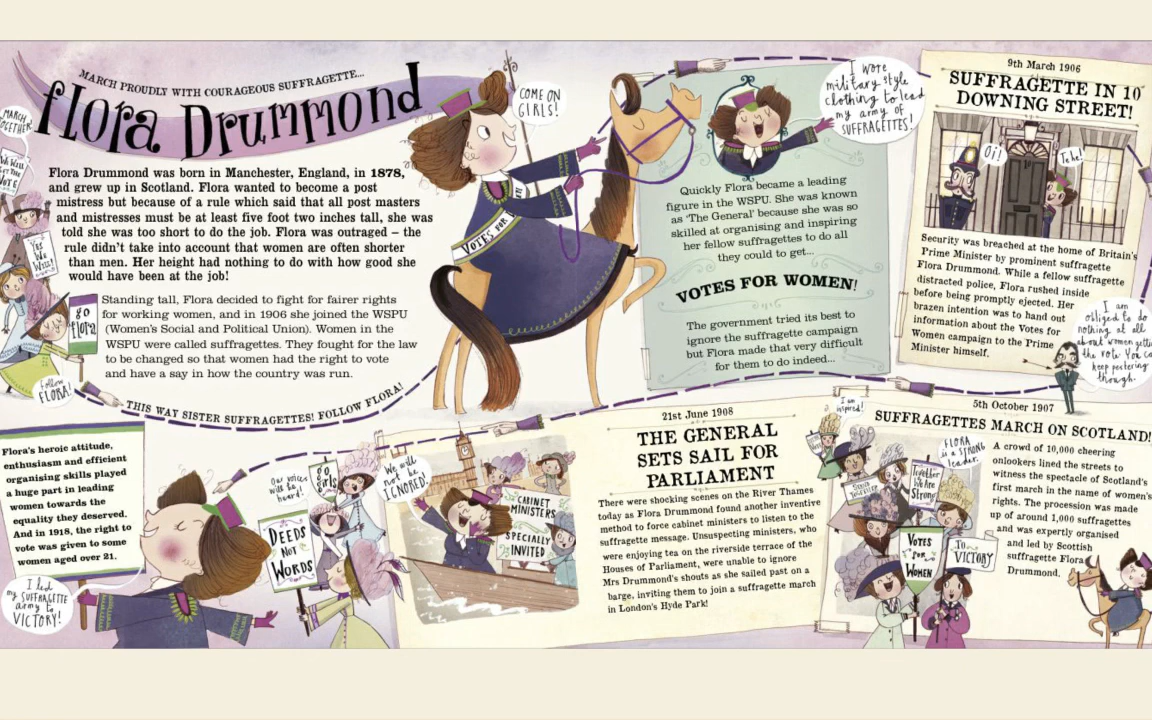 MARCH PROUDLY WITH COURAGEOUS SUFFRAGETTE...
flora Drummond
MARCH
TOGETHER!
We Will
Get The
VOTE
Yes
We
Will!
go
flora
Follow
FLORA!
Flora Drummond was born in Manchester, England, in 1878,
and grew up in Scotland. Flora wanted to become a post
mistress but because of a rule which said that all post masters
and mistresses must be at least five foot two inches tall, she was
told she was too short to do the job. Flora was outraged – the
rule didn't take into account that women are often shorter
than men. Her height had nothing to do with how good she
would have been at the job!
Standing tall, Flora decided to fight for fairer rights
for working women, and in 1906 she joined the WSPU
(Women's Social and Political Union). Women in the
WSPU were called suffragettes. They fought for the law
to be changed so that women had the right to vote
and have a say in how the country was run.
THIS WAY SISTER SUFFRAGETTES! FOLLOW FLORA!
COME ON
GIRLS!
VOTES FOR
I wore
military style
clothing to lead
my army of
SUFFRAGETTES!
Quickly Flora became a leading
figure in the WSPU. She was known
as 'The General' because she was so
skilled at organising and inspiring
her fellow suffragettes to do all
they could to get...
VOTES FOR WOMEN!
The government tried its best to
ignore the suffragette campaign
but Flora made that very difficult
for them to do indeed...
9th March 1906
SUFFRAGETTE IN 10
DOWNING STREET!
Oi!
Te he!
Security was breached at the home of Britain's
Prime Minister by prominent suffragette
Flora Drummond. While a fellow suffragette
distracted police, Flora rushed inside
before being promptly ejected. Her
brazen intention was to hand out
information about the Votes for
Women campaign to the Prime
Minister himself.
I am
obliged to do
nothing at all
about women getting
the vote. You can
keep pestering
though.
Flora's heroic attitude,
enthusiasm and efficient
organising skills played
a huge part in leading
women towards the
equality they deserved.
And in 1918, the right to
vote was given to some
women aged over 21.
I led
my SUFFRAGETTE
army to
VICTORY!
Our voices
will be
heard!
go
girls
DEEDS
NOT
WORDS
We will
not be
IGNORED!
CABINET
MINISTERS
SPECIALLY
INVITED
21st June 1908
THE GENERAL
SETS SAIL FOR
PARLIAMENT
There were shocking scenes on the River Thames
today as Flora Drummond found another inventive
method to force cabinet ministers to listen to the
suffragette message. Unsuspecting ministers, who
were enjoying tea on the riverside terrace of the
Houses of Parliament, were unable to ignore
Mrs Drummond's shouts as she sailed past on a
barge, inviting them to join a suffragette march
in London's Hyde Park!
I am
inspired!
5th October 1907
SUFFRAGETTES MARCH ON SCOTLAND!
FLORA
is a STRONG
leader.
Together
We Are
Strong
VOTES
for
WOMEN
TO
VICTORY
A crowd of 10,000 cheering
onlookers lined the streets to
witness the spectacle of Scotland's
first march in the name of women's
rights. The procession was made
up of around 1,000 suffragettes
and was expertly organised
and led by Scottish
suffragette Flora
Drummond.